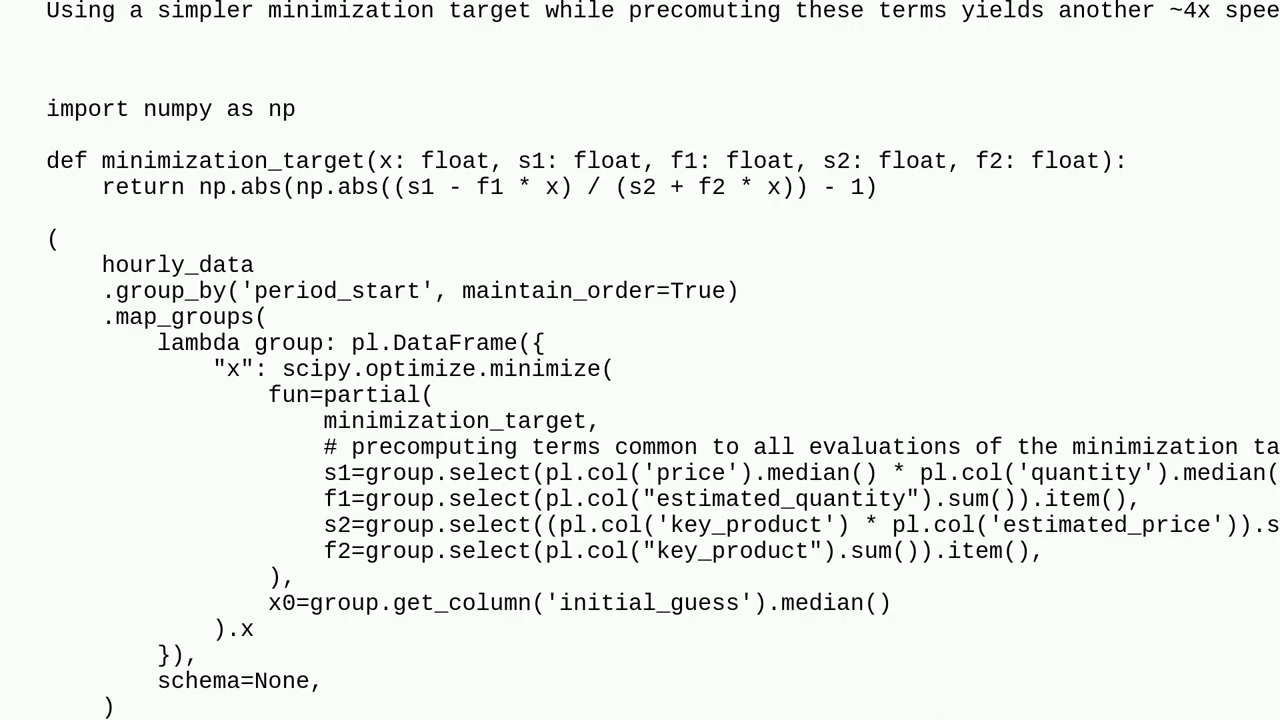 Using a simpler minimization target while precomuting these terms yields another ~4x spee
import numpy as np
def minimization_target(x: float, s1: float, f1: float, s2: float, f2: float):
    return np.abs(np.abs((s1 - f1 * x) / (s2 + f2 * x)) - 1)
(
    hourly_data
    .group_by('period_start', maintain_order=True)
    .map_groups(
        lambda group: pl.DataFrame({
            "x": scipy.optimize.minimize(
                fun=partial(
                    minimization_target,
                    # precomputing terms common to all evaluations of the minimization ta
                    s1=group.select(pl.col('price').median() * pl.col('quantity').median(
                    f1=group.select(pl.col("estimated_quantity").sum()).item(),
                    s2=group.select((pl.col('key_product') * pl.col('estimated_price')).s
                    f2=group.select(pl.col("key_product").sum()).item(),
                ),
                x0=group.get_column('initial_guess').median()
            ).x
        }),
        schema=None,
    )